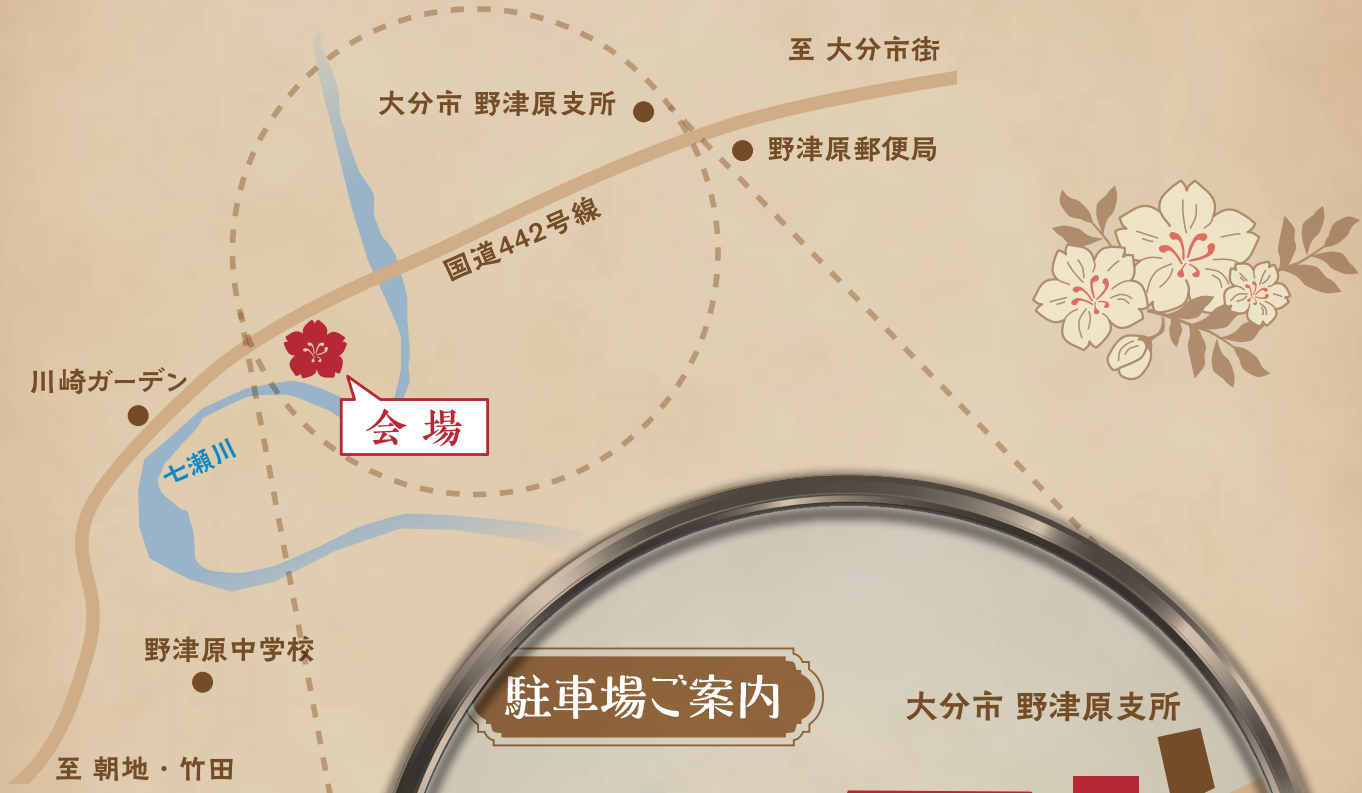 至 大分市街
大分市 野津原支所
野津原郵便局
国道442号線
川崎ガーデン
会場
七瀬川
野津原中学校
駐車場ご案内
大分市 野津原支所
至 朝地・竹田